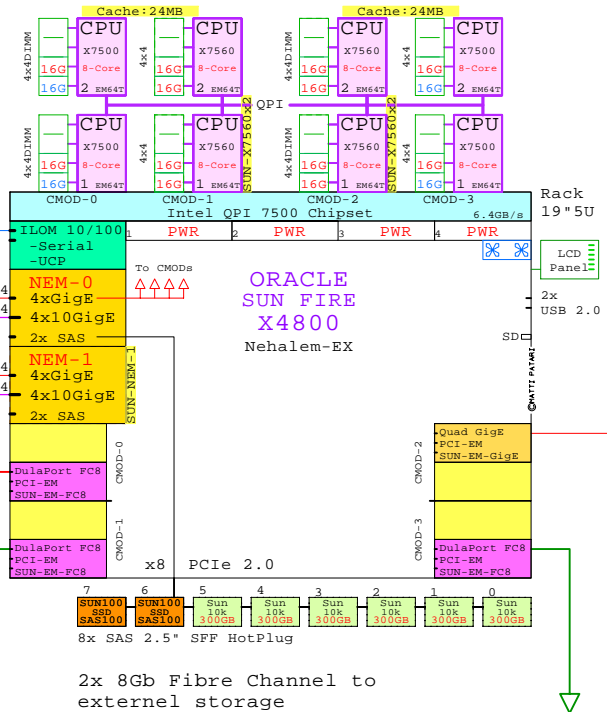 Cache:24MB
Cache:24MB
4x4DIMM
16G
16G
CPU
X7500
8-Core
2 EM64T
4x4
16G
16G
CPU
X7560
8-Core
2 EM64T
4x4DIMM
16G
16G
CPU
X7560
8-Core
2 EM64T
4x4
16G
16G
CPU
X7560
8-Core
2 EM64T
QPI
4x4DIMM
16G
16G
CPU
X7500
8-Core
1 EM64T
4x4
16G
16G
CPU
X7560
8-Core
1 EM64T
SUN-X7560x2
4x4DIMM
16G
16G
CPU
X7560
8-Core
1 EM64T
SUN-X7560x2
4x4
16G
16G
CPU
X7560
8-Core
1 EM64T
CMOD-0
CMOD-1
CMOD-2
CMOD-3
Intel QPI 7500 Chipset
6.4GB/s
Rack
19"5U
ILOM 10/100
-Serial
-UCP
1 PWR
2 PWR
3 PWR
4 PWR
LCD
Panel
NEM-0
4
4xGigE
4
4x10GigE
2x SAS
To CMODs
ORACLE
SUN FIRE
X4800
Nehalem-EX
2x
USB 2.0
SD
©MATTI PATARI
NEM-1
4
4xGigE
4
4x10GigE
2x SAS
SUN-NEM-1
CMOD-0
DulaPort FC8
PCI-EM
SUN-EM-FC8
CMOD-2
Quad GigE
PCI-EM
SUN-EM-GigE
CMOD-1
DulaPort FC8
PCI-EM
SUN-EM-FC8
CMOD-3
DulaPort FC8
PCI-EM
SUN-EM-FC8
x8 PCIe 2.0
7
6
5
4
3
2
1
0
SUN100
SSD
SAS100
SUN100
SSD
SAS100
Sun
10k
300GB
Sun
10k
300GB
Sun
10k
300GB
Sun
10k
300GB
Sun
10k
300GB
Sun
10k
300GB
8x SAS 2.5" SFF HotPlug
2x 8Gb Fibre Channel to
externel storage